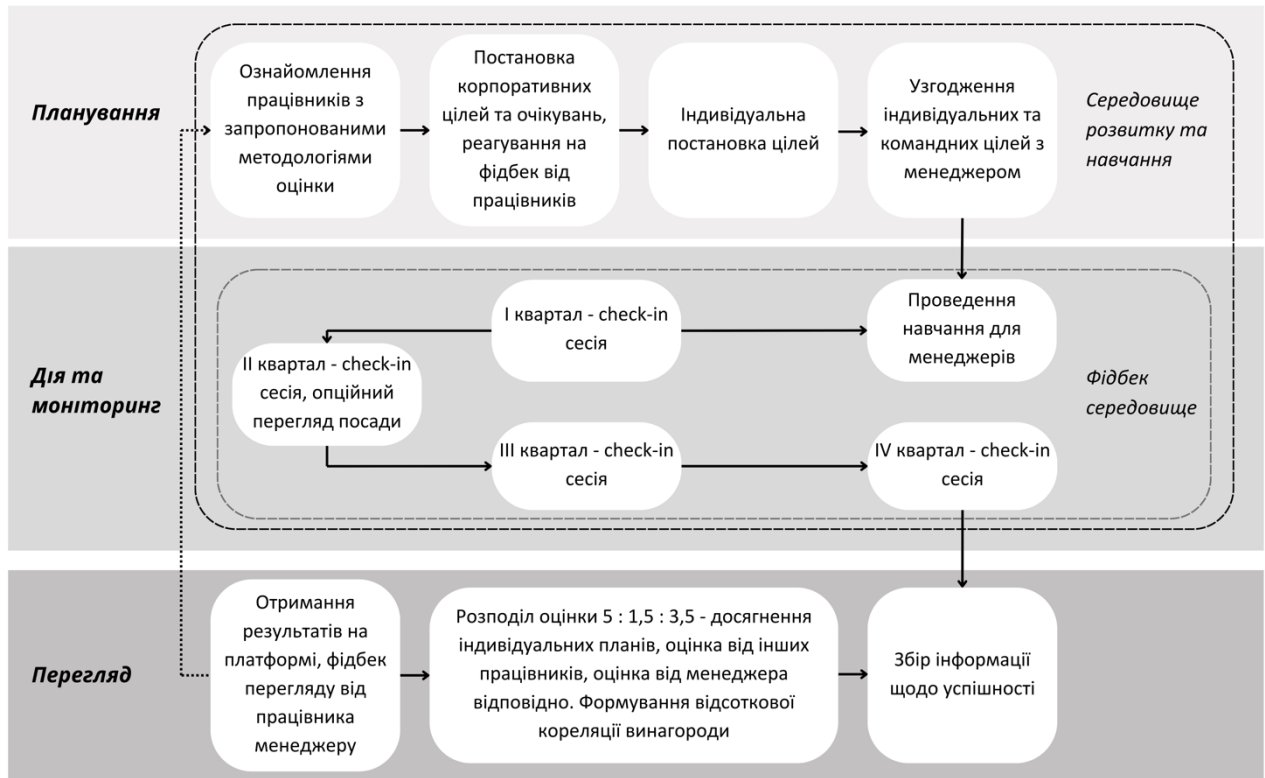 Планування
Ознайомлення
працівників з
запропонованими
методологіями
оцінки
Постановка
корпоративних
цілей та очікувань,
реагування на
фідбек від
працівників
Індивідуальна
постановка цілей
Узгодження
індивідуальних та
командних цілей з
менеджером
Середовище
розвитку та
навчання
Дія та
моніторинг
I квартал - check-in
сесія
Проведення
навчання для
менеджерів
II квартал - check-in
сесія, опційний
перегляд посади
Фідбек
середовище
III квартал - check-in
сесія
IV квартал - check-in
сесія
Перегляд
Отримання
результатів на
платформі, фідбек
перегляду від
працівника
менеджеру
Розподіл оцінки 5 : 1,5 : 3,5 - досягнення
індивідуальних планів, оцінка від інших
працівників, оцінка від менеджера
відповідно. Формування відсоткової
кореляції винагороди
Збір інформації
щодо успішності